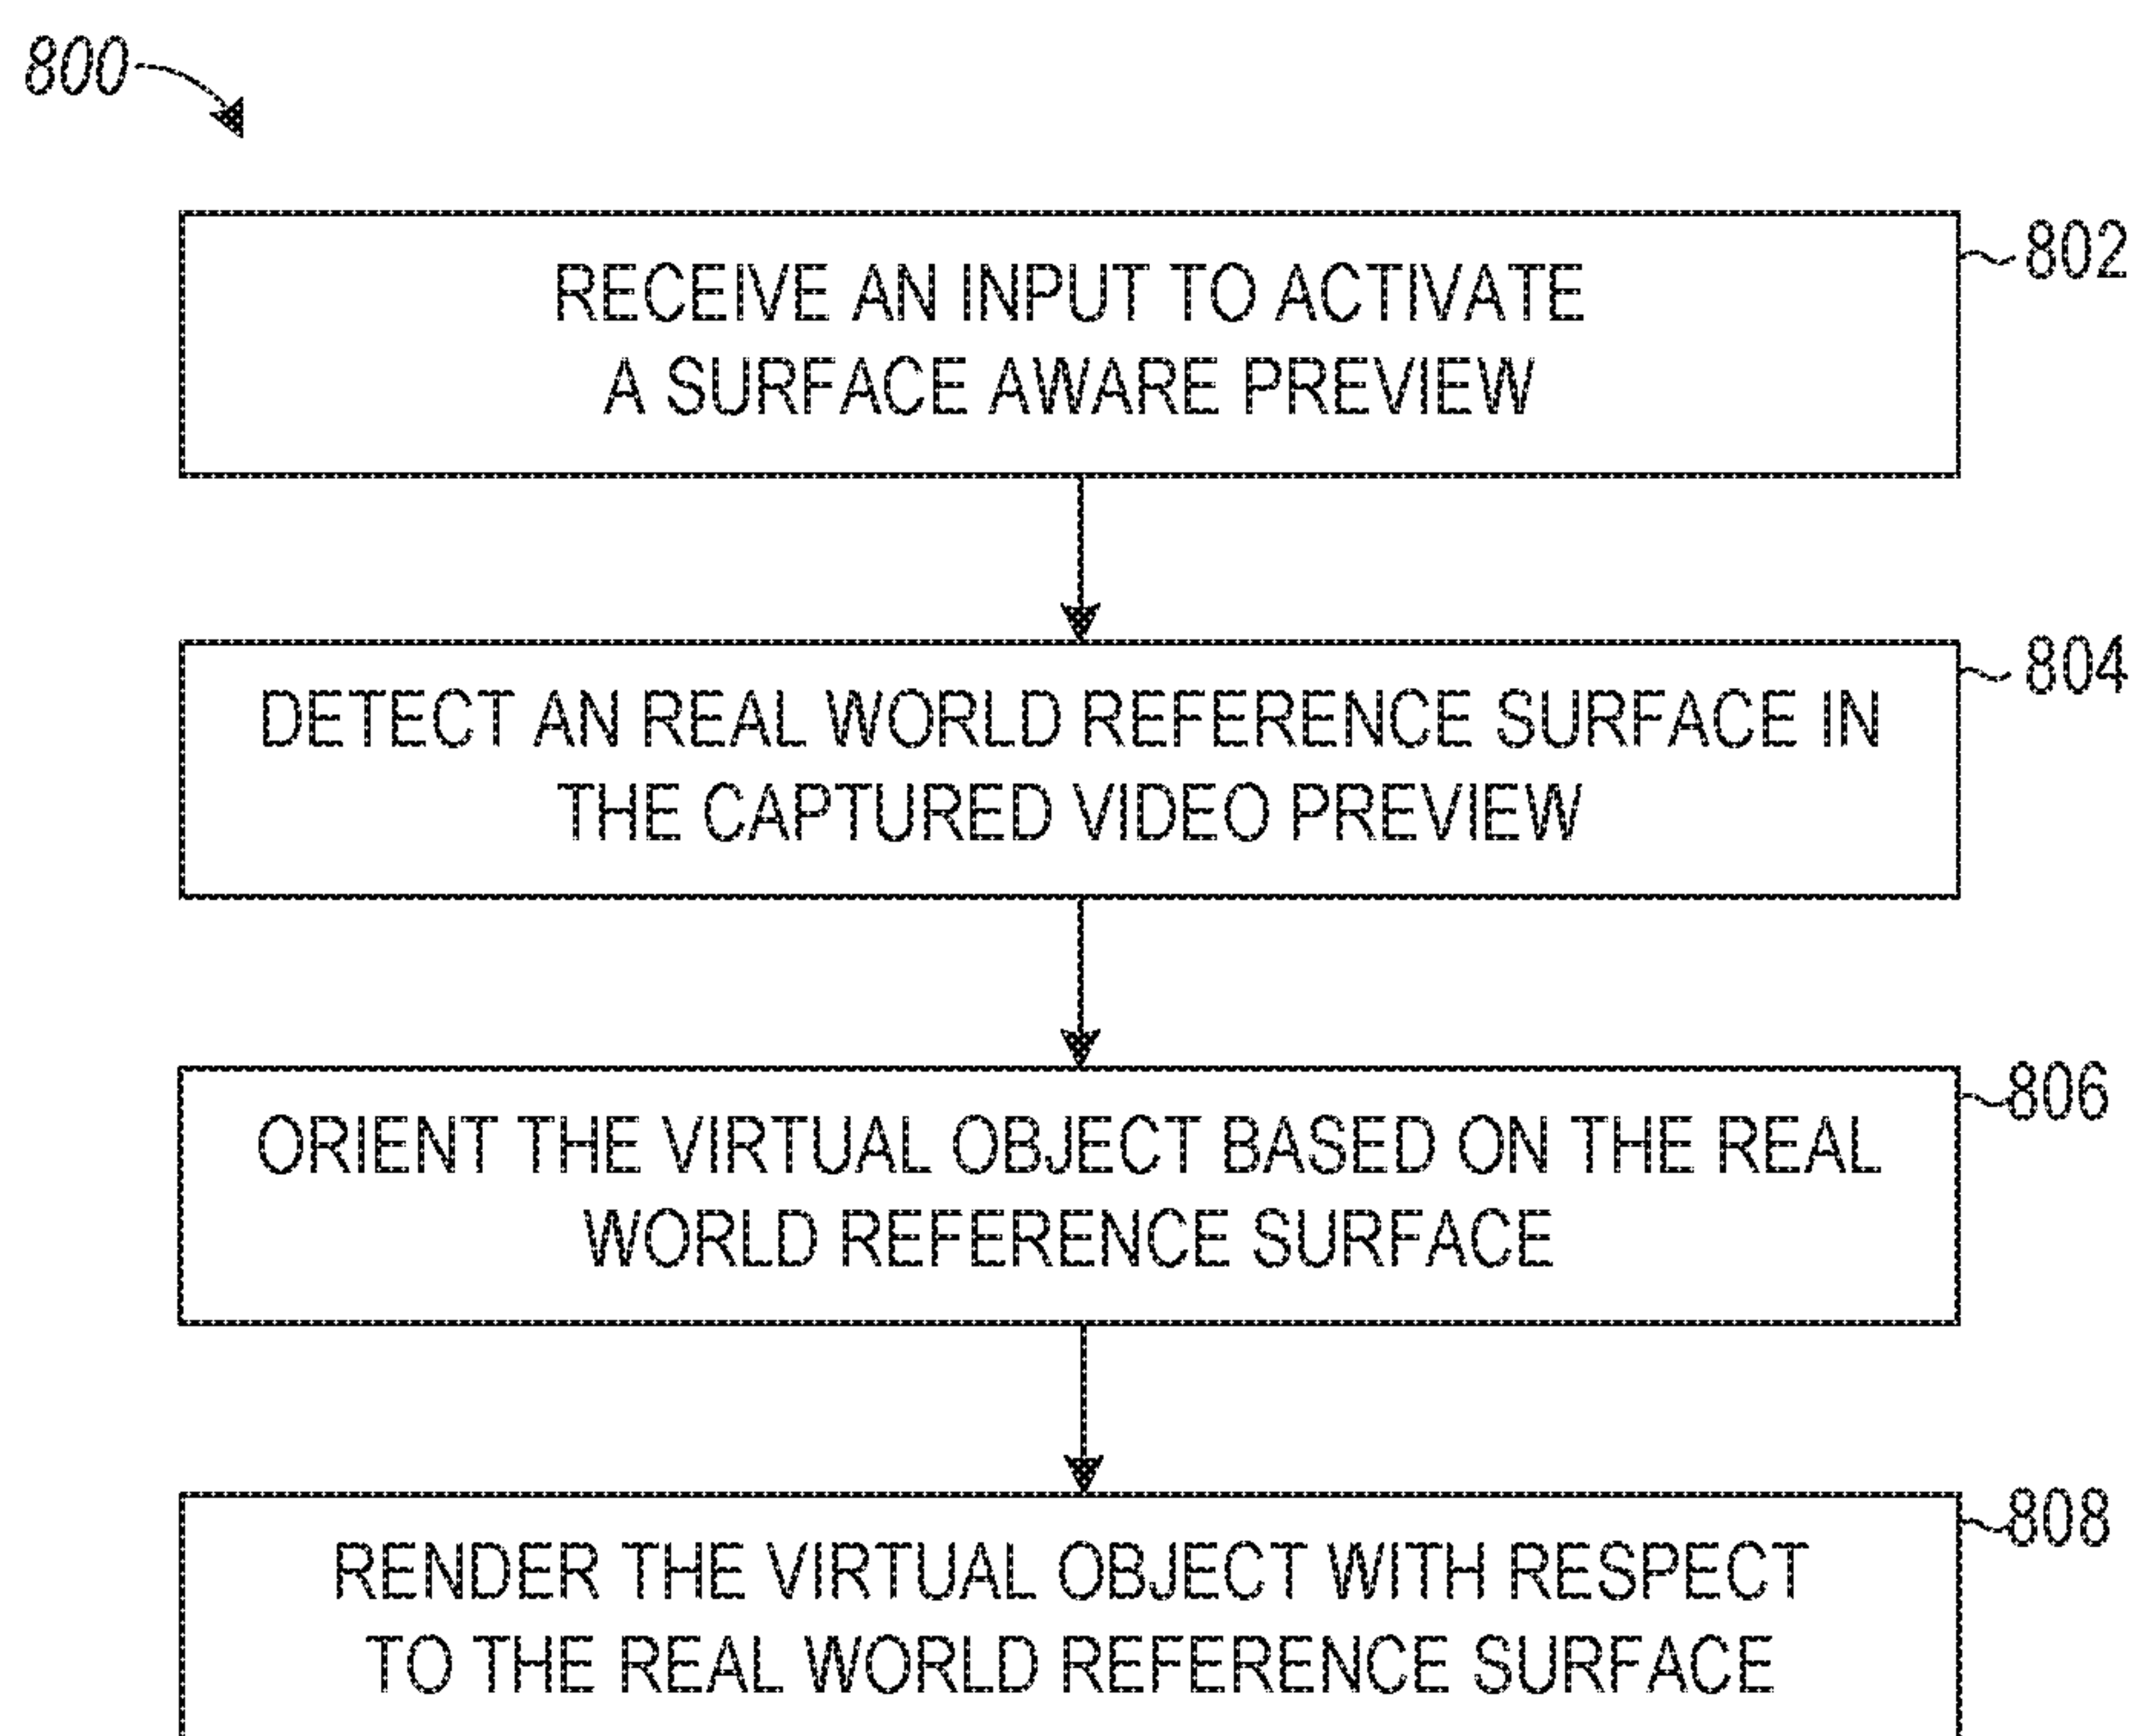 800
RECEIVE AN INPUT TO ACTIVATE
A SURFACE AWARE PREVIEW
802
DETECT AN REAL WORLD REFERENCE SURFACE IN
THE CAPTURED VIDEO PREVIEW
804
ORIENT THE VIRTUAL OBJECT BASED ON THE REAL
WORLD REFERENCE SURFACE
806
RENDER THE VIRTUAL OBJECT WITH RESPECT
TO THE REAL WORLD REFERENCE SURFACE
808